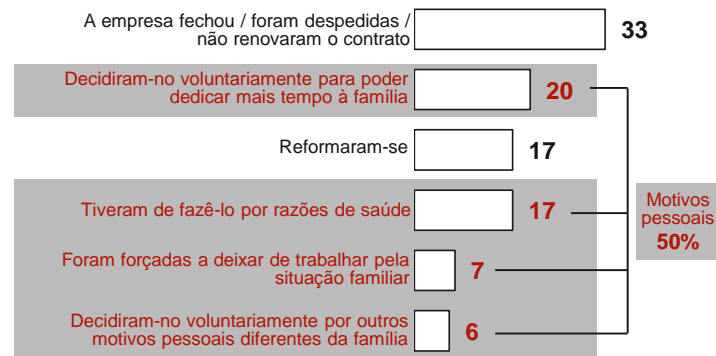 A empresa fechou / foram despedidas /
não renovaram o contrato
33
Decidiram-no voluntariamente para poder
dedicar mais tempo à família
20
Reformaram-se
17
Tiveram de fazê-lo por razões de saúde
17
Foram forçadas a deixar de trabalhar pela
situação familiar
7
Decidiram-no voluntariamente por outros
motivos pessoais diferentes da família
6
Motivos
pessoais
50%